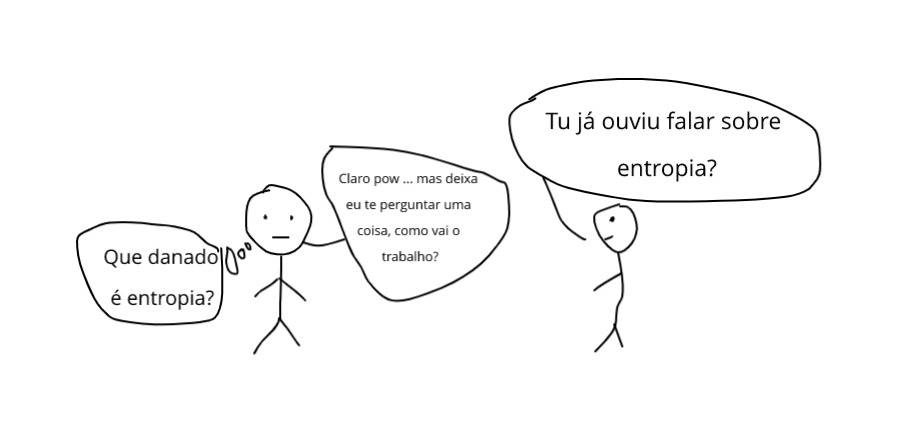 Tu já ouviu falar sobre
entropia?
Claro pow ... mas deixa
eu te perguntar uma
coisa, como vai o
trabalho?
Que danado
é entropia?